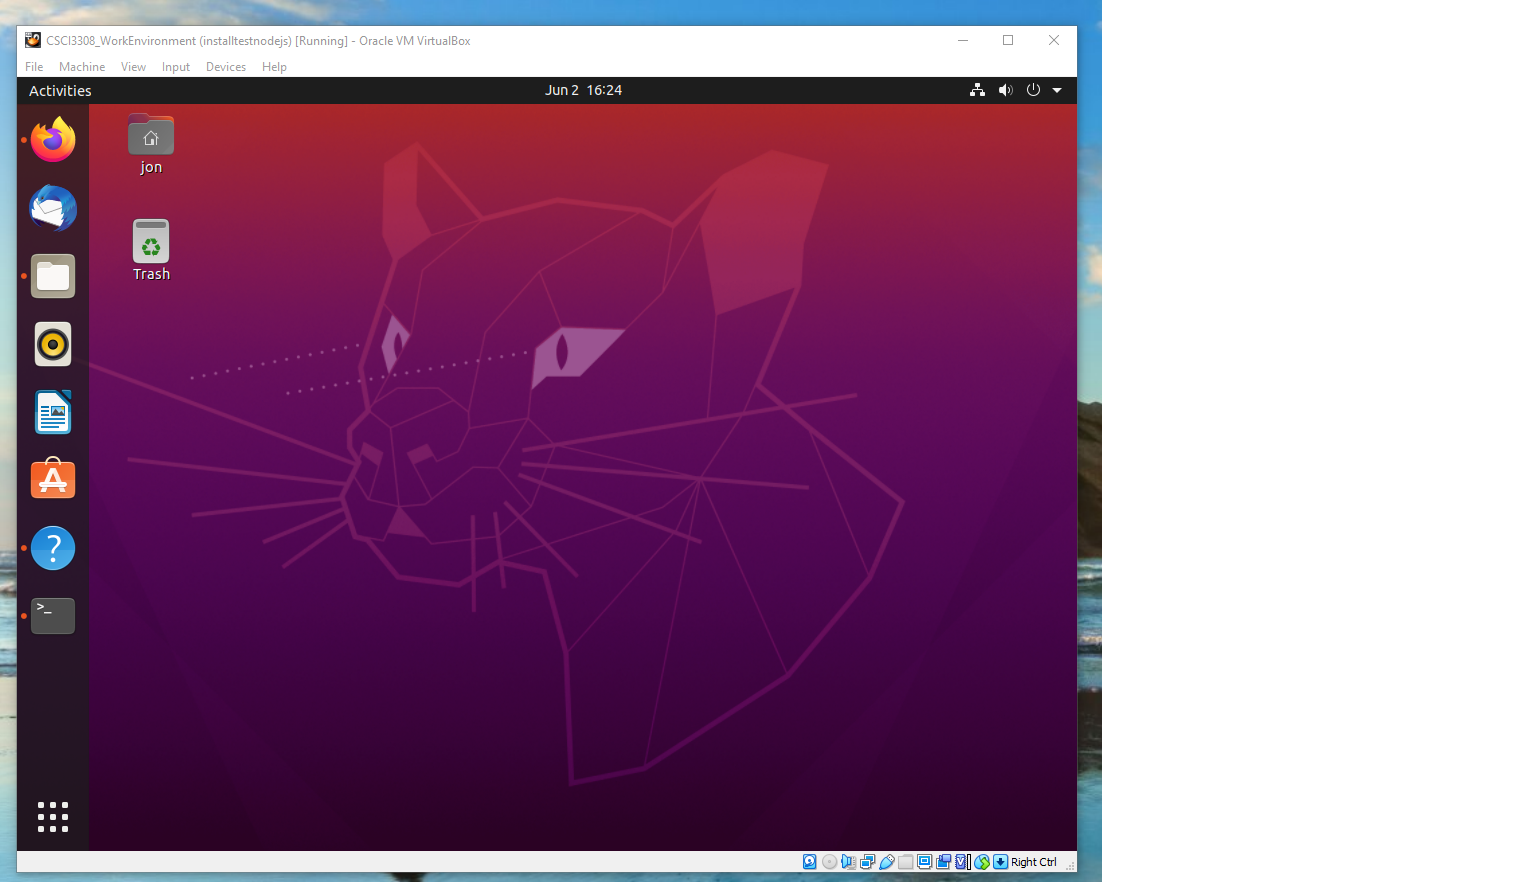 CSCI3308_WorkEnvironment (installtestnodejs) [Running] - Oracle VM VirtualBox
File Machine View Input Devices Help
Activities Jun 2 16:24
jon
Trash
Right Ctrl